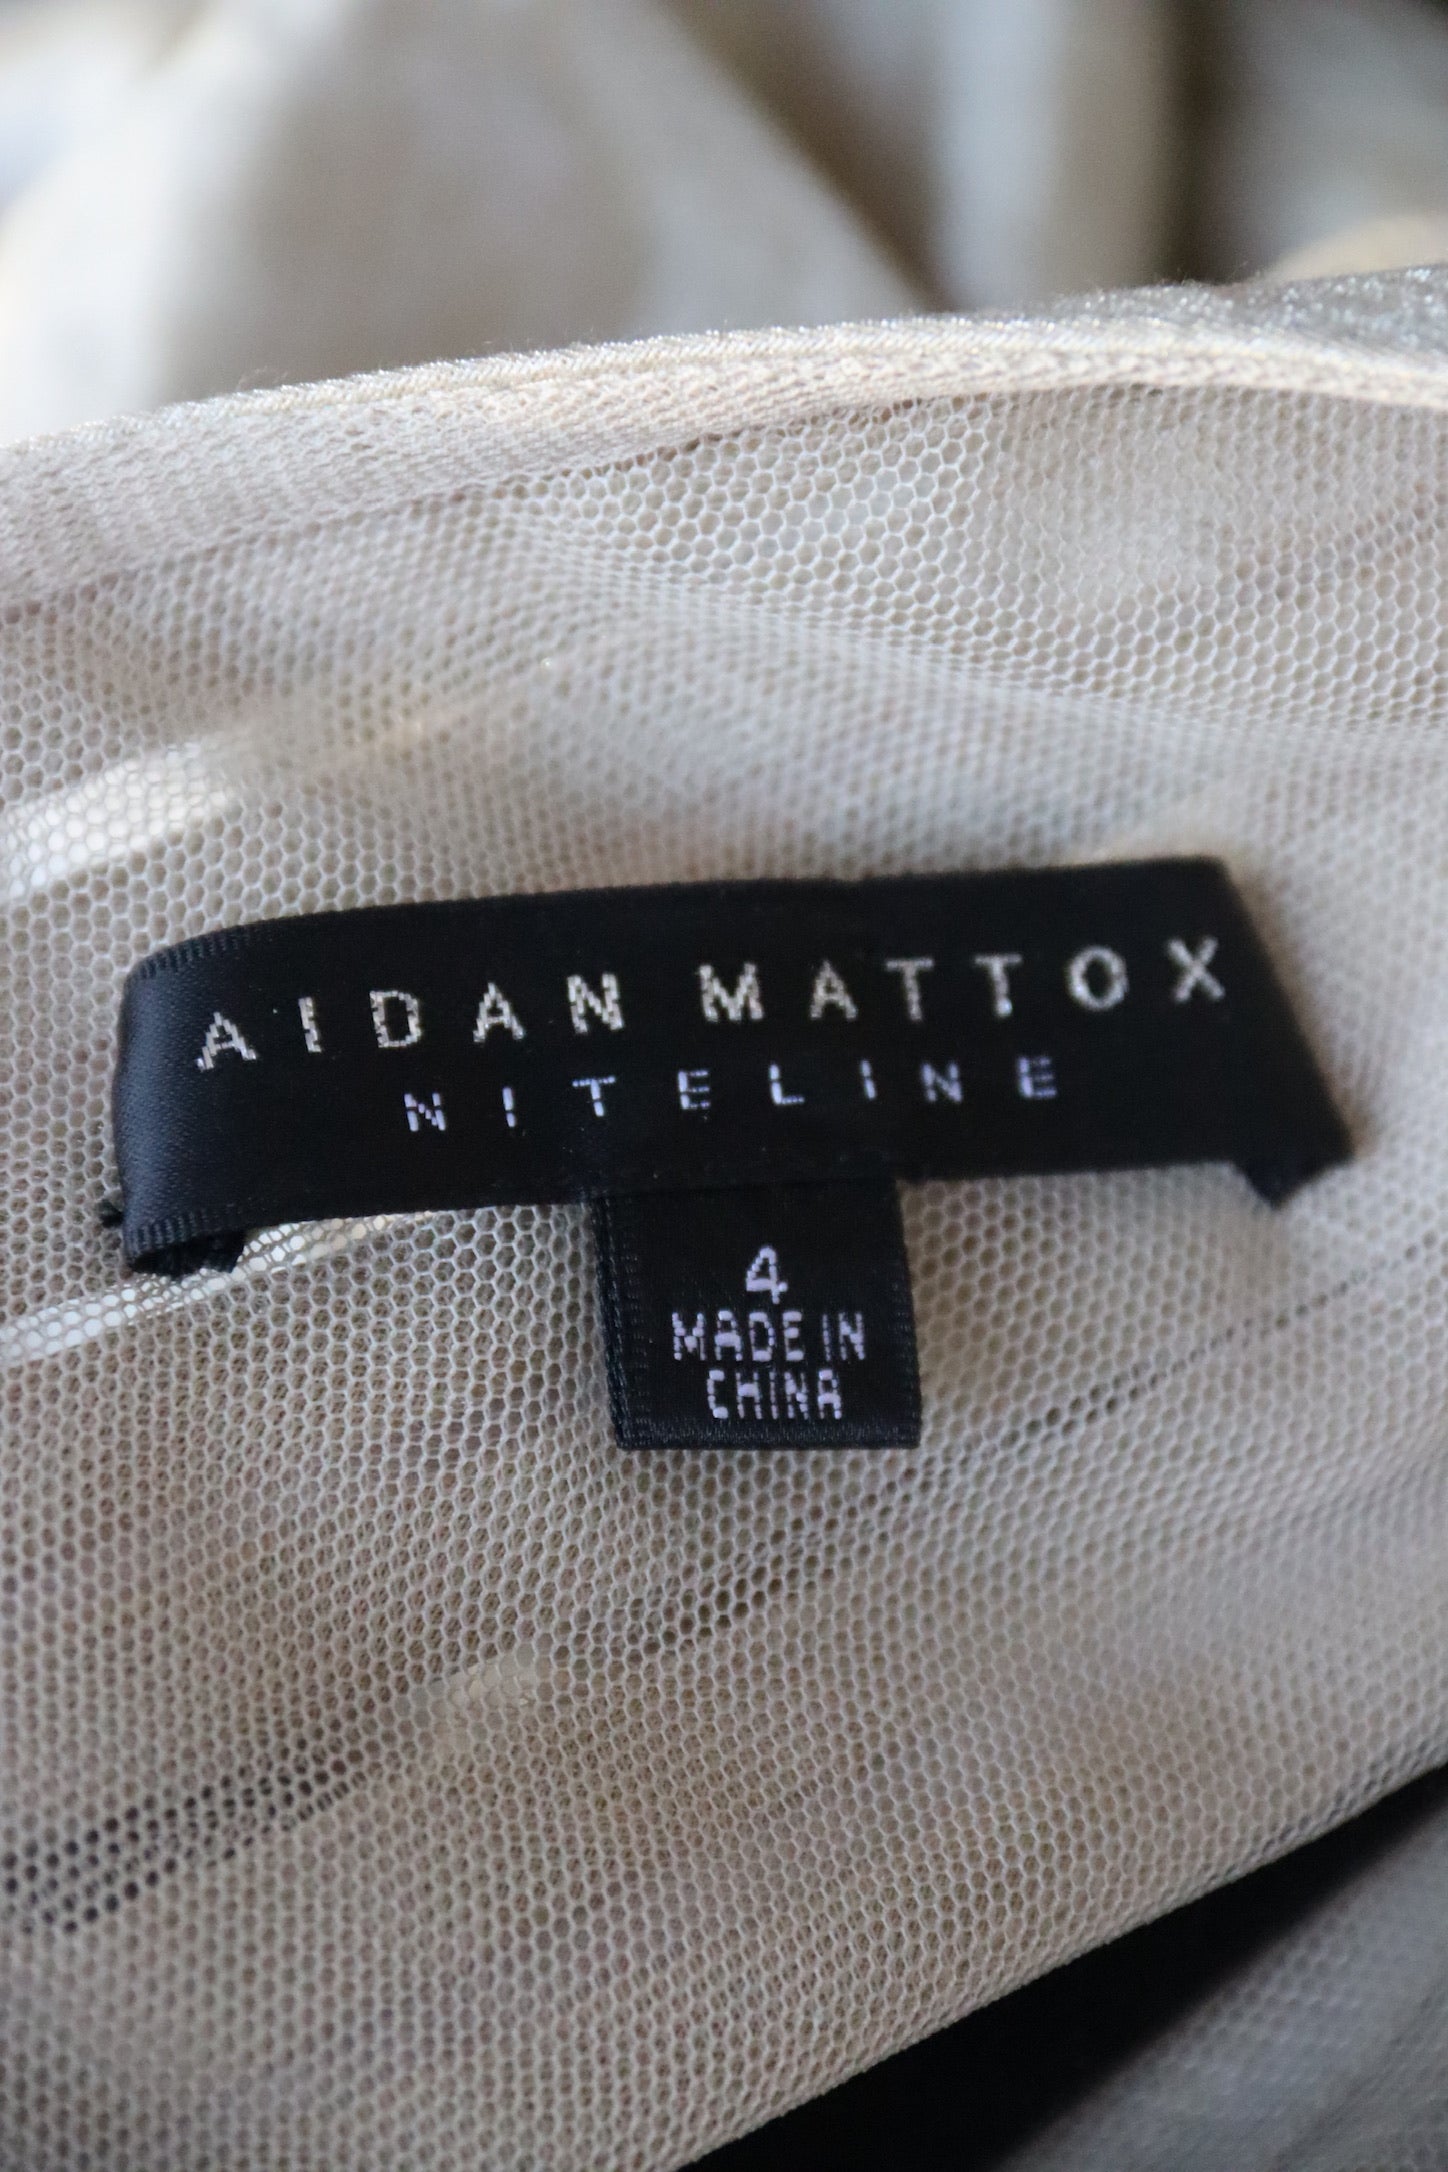 AIDAN MATTOX
NITELINE
4
MADE IN
CHINA